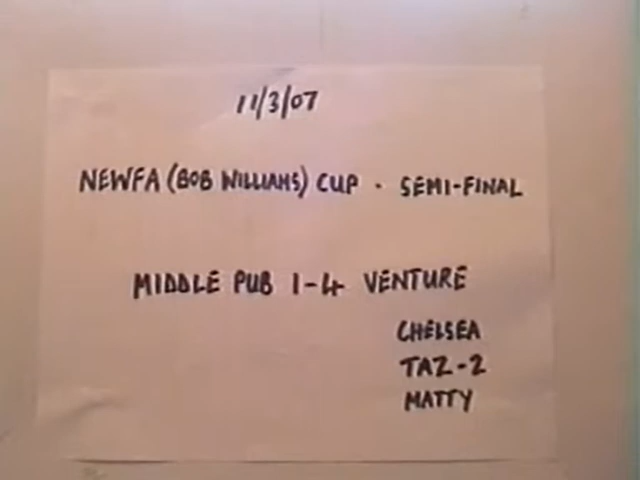 11/3/07
NEWFA (BOB WILLIAMS) CUP - SEMI-FINAL
MIDDLE PUB 1-4 VENTURE
CHELSEA
TAZ-2
MATTY